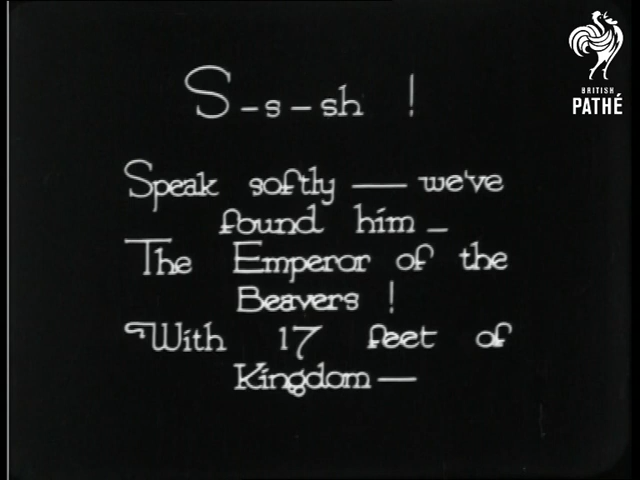 S-s-sh !
BRITISH
PATHÉ
Speak softly — we've
found him —
The Emperor of the
Beavers !
With 17 feet of
Kingdom —